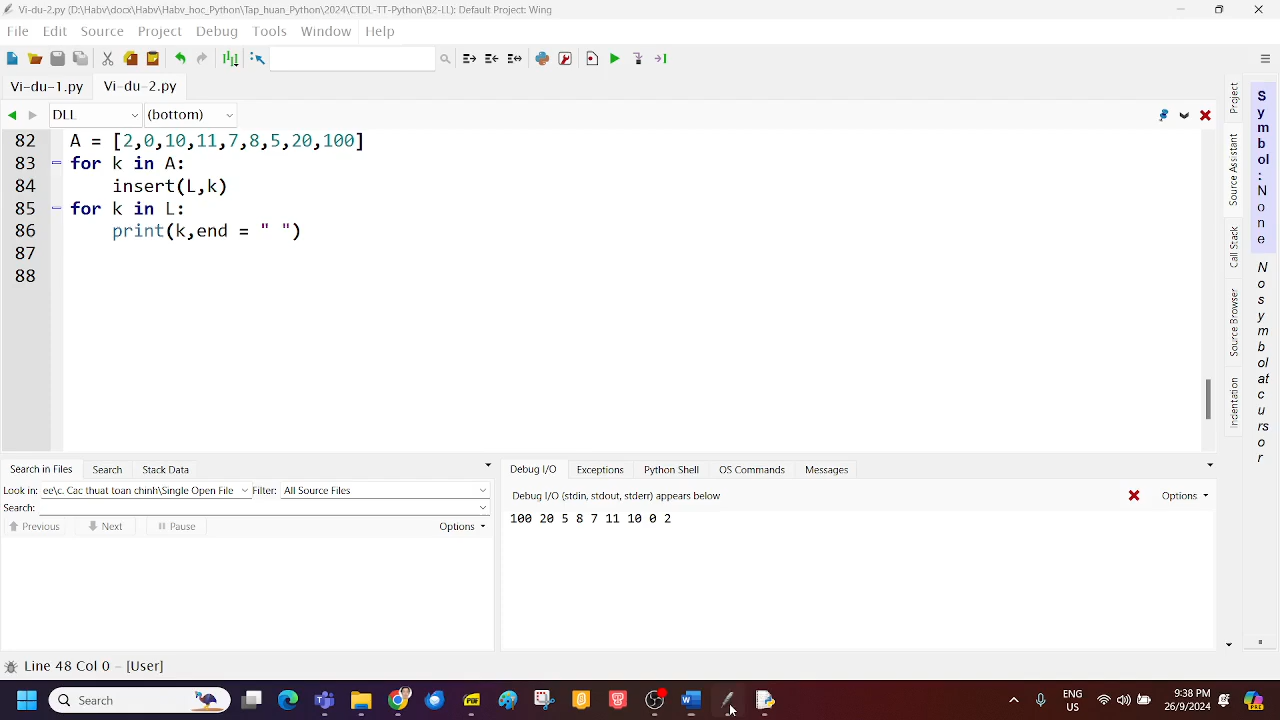 Vi-du-2.py (D:\Habv\docx\Habv\Habv_hoc_Python\Tap_huan_Python\2024\CTDL-TT-Python\B2-LL): Default Project: Wing
File Edit Source Project Debug Tools Window Help
Vi-du-1.py Vi-du-2.py
DLL (bottom)
82 A = [2,0,10,11,7,8,5,20,100]
83 for k in A:
84 insert(L,k)
85 for k in L:
86 print(k,end = " ")
87
88
Project
Source Assistant
Call Stack
Source Browser
Indentation
Symbol: None
No symbol at cursor
Search in Files Search Stack Data
Look in: ee\c. Cac thuat toan chinh\Single Open File Filter: All Source Files
Search:
Previous Next Pause Options
Debug I/O Exceptions Python Shell OS Commands Messages
Debug I/O (stdin, stdout, stderr) appears below Options
100 20 5 8 7 11 10 0 2
Line 48 Col 0 – [User]
Search
PDF
ENG
US
9:38 PM
26/9/2024
PRE